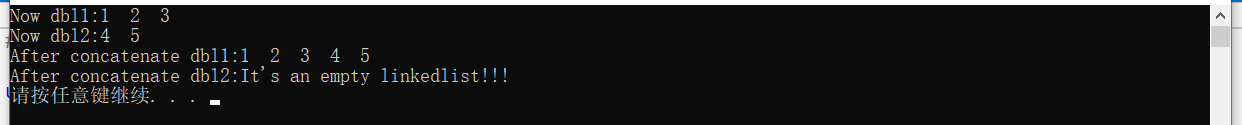 Now dbl1:1  2  3
Now dbl2:4  5
After concatenate dbl1:1  2  3  4  5
After concatenate dbl2:It's an empty linkedlist!!!
请按任意键继续. . .